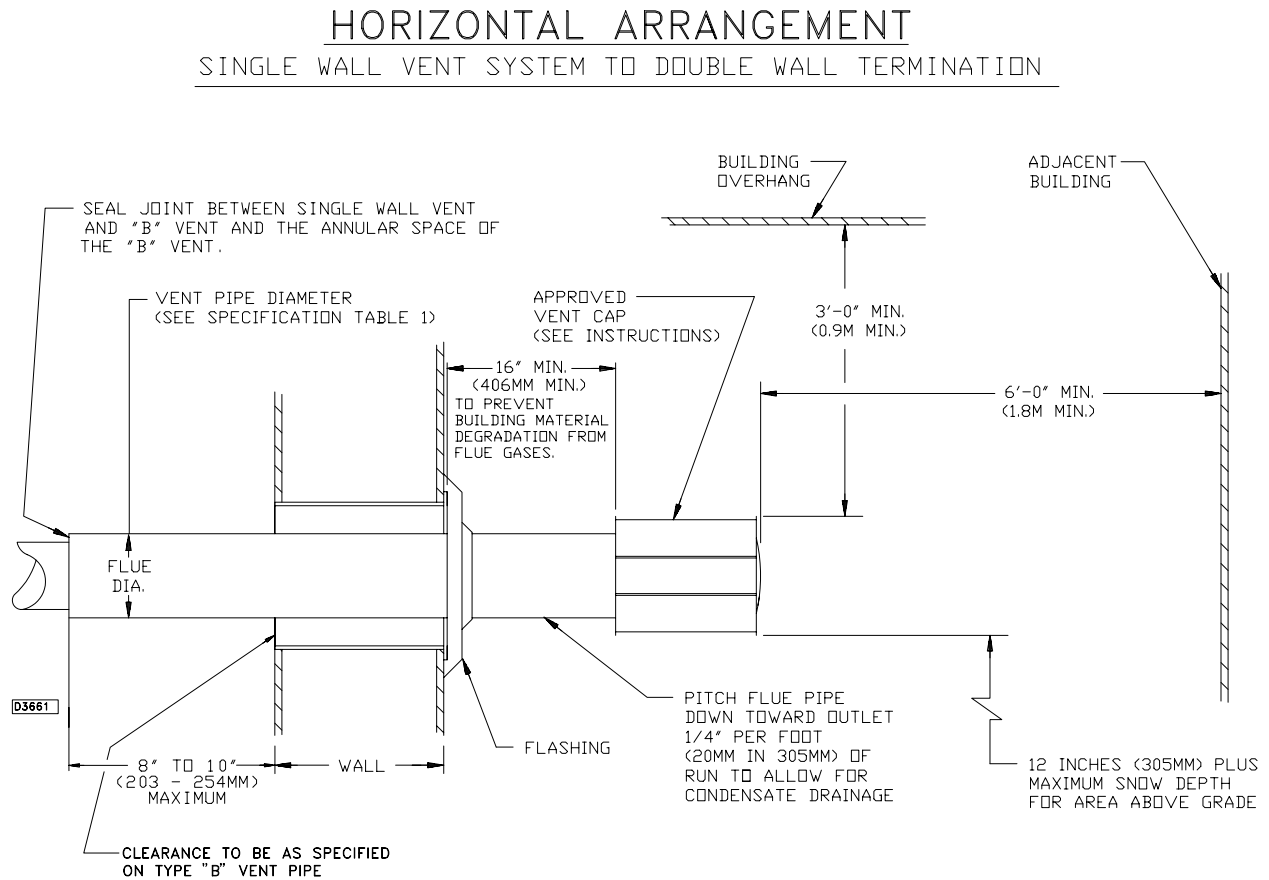 HORIZONTAL ARRANGEMENT
SINGLE WALL VENT SYSTEM TO DOUBLE WALL TERMINATION
BUILDING
OVERHANG
ADJACENT
BUILDING
SEAL JOINT BETWEEN SINGLE WALL VENT
AND "B" VENT AND THE ANNULAR SPACE OF
THE "B" VENT.
VENT PIPE DIAMETER
(SEE SPECIFICATION TABLE 1)
APPROVED
VENT CAP
(SEE INSTRUCTIONS)
3'-0" MIN.
(0.9M MIN.)
16" MIN.
(406MM MIN.)
TO PREVENT
BUILDING MATERIAL
DEGRADATION FROM
FLUE GASES.
6'-0" MIN.
(1.8M MIN.)
FLUE
DIA.
D3661
PITCH FLUE PIPE
DOWN TOWARD OUTLET
1/4" PER FOOT
(20MM IN 305MM) OF
RUN TO ALLOW FOR
CONDENSATE DRAINAGE
FLASHING
8" TO 10"
(203 - 254MM)
MAXIMUM
WALL
12 INCHES (305MM) PLUS
MAXIMUM SNOW DEPTH
FOR AREA ABOVE GRADE
CLEARANCE TO BE AS SPECIFIED
ON TYPE "B" VENT PIPE